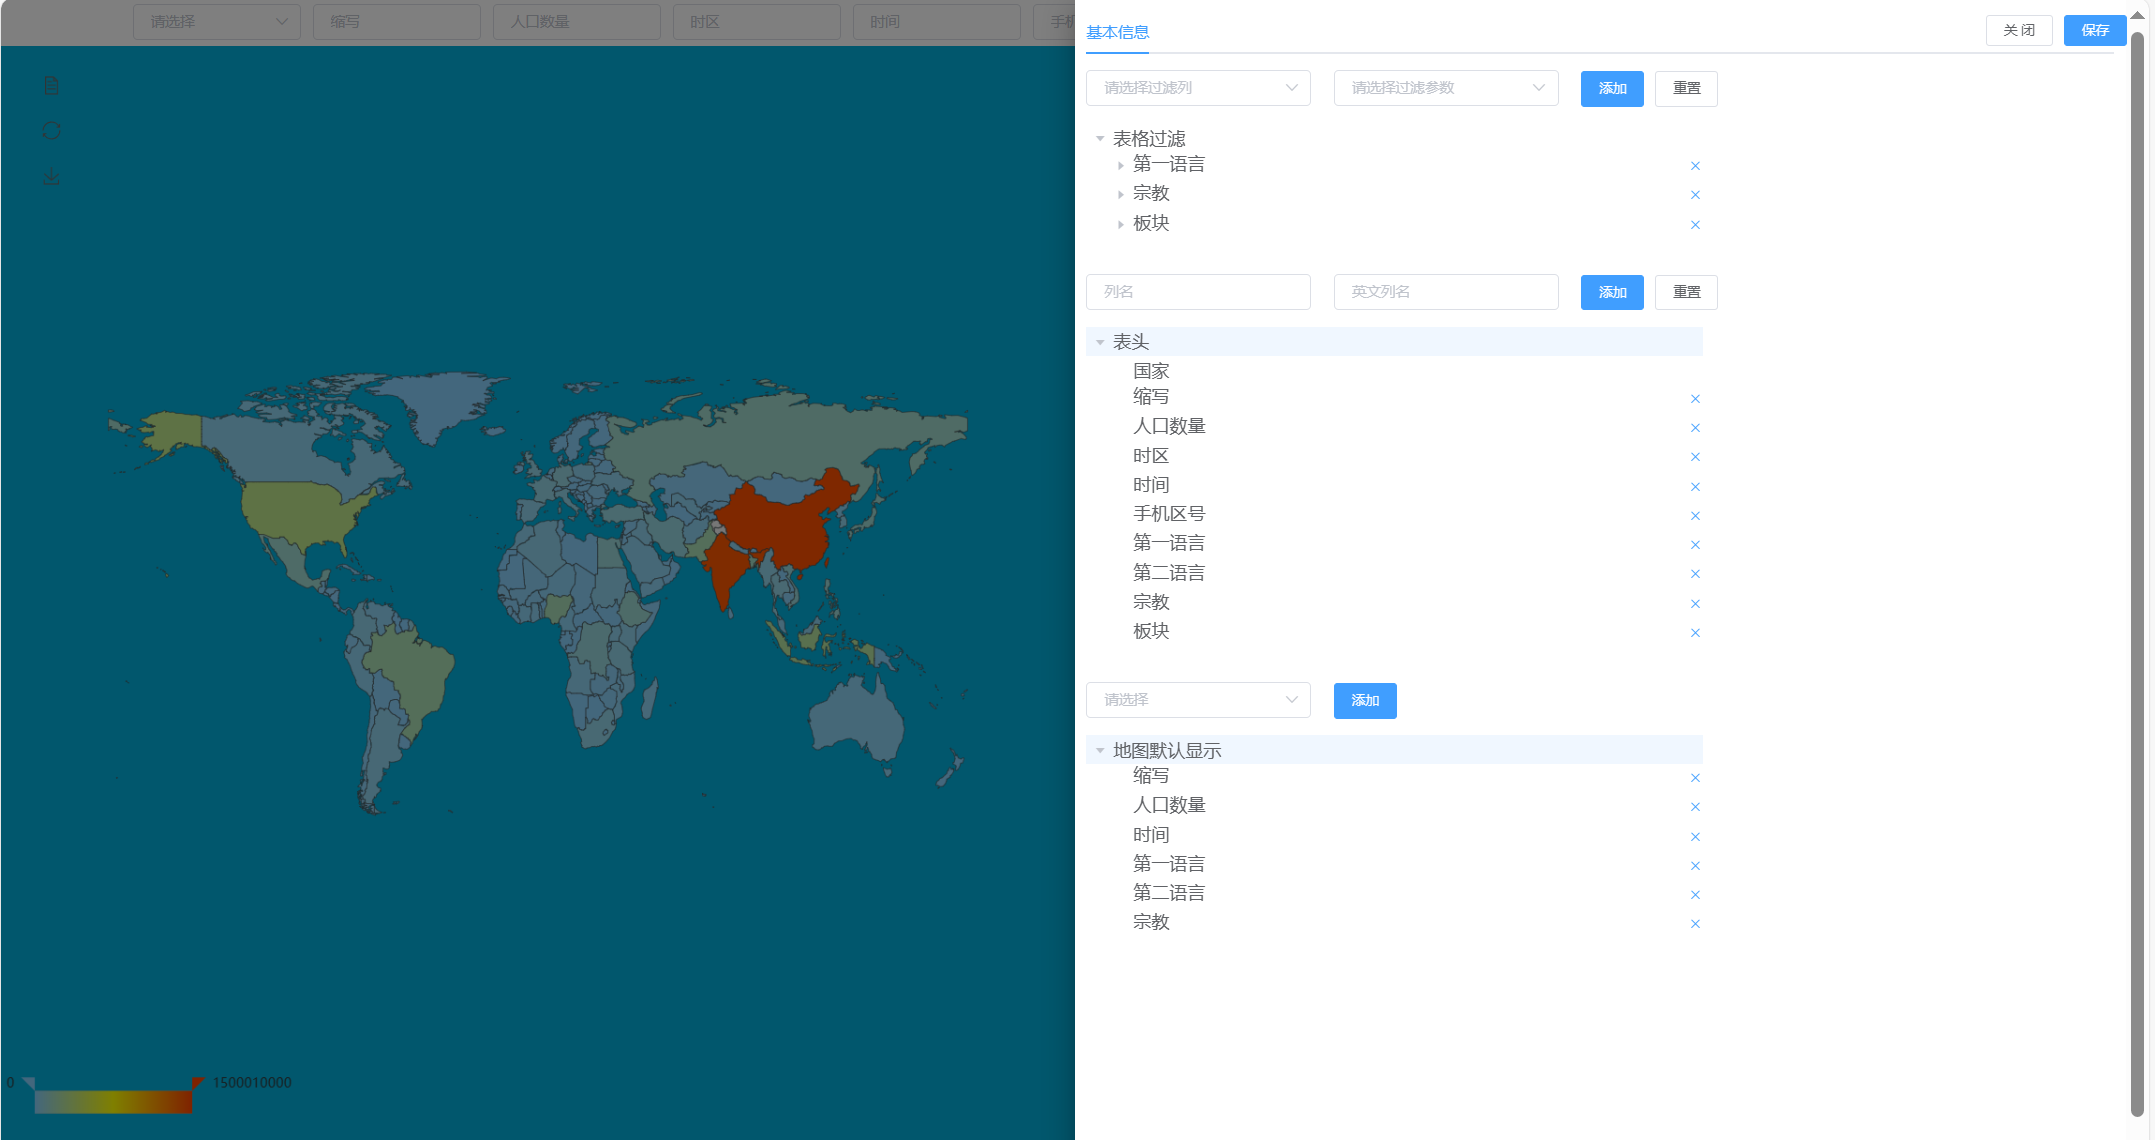 请选择 缩写 人口数量 时区 时间 手机
基本信息 关闭 保存
请选择过滤列 请选择过滤参数 添加 重置
表格过滤
第一语言
宗教
板块
列名 英文列名 添加 重置
表头
国家
缩写
人口数量
时区
时间
手机区号
第一语言
第二语言
宗教
板块
请选择 添加
地图默认显示
缩写
人口数量
时间
第一语言
第二语言
宗教
0 1500010000